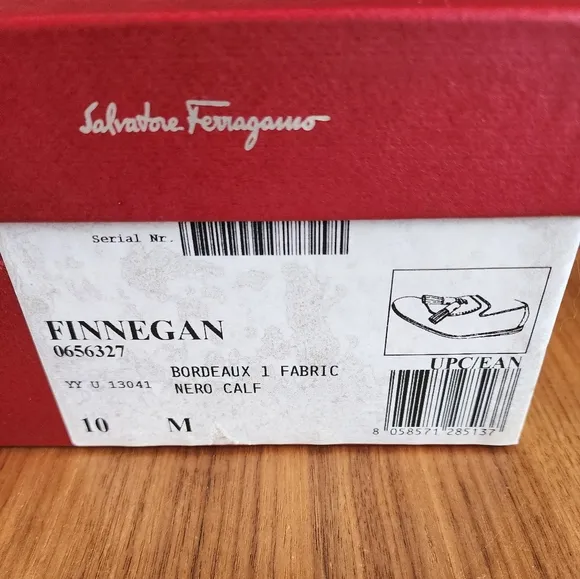 Salvatore Ferragamo
Serial Nr.
FINNEGAN
0656327
UPC/EAN
BORDEAUX 1 FABRIC
YY U 13041 NERO CALF
10 M
8 058571 285137